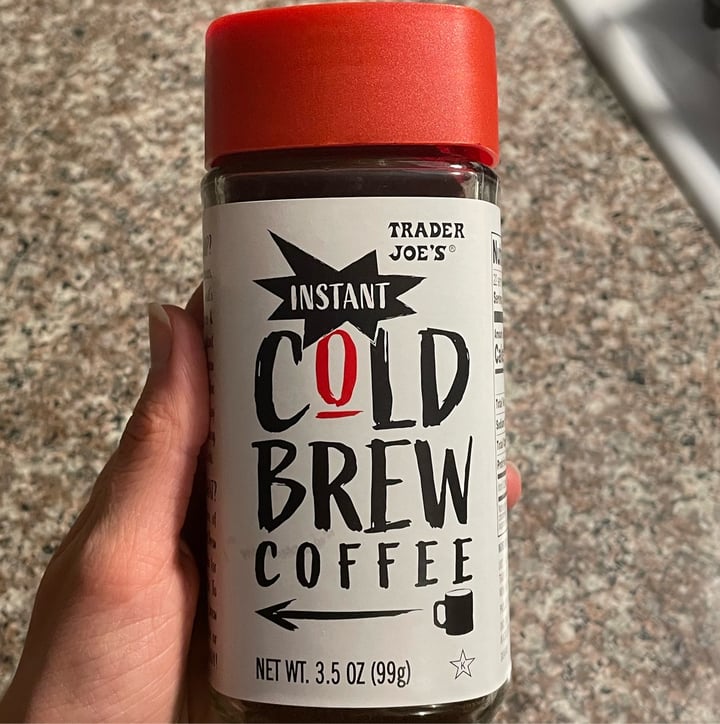 TRADER
JOE'S®
INSTANT
COLD
BREW
COFFEE
NET WT. 3.5 OZ (99g)
K